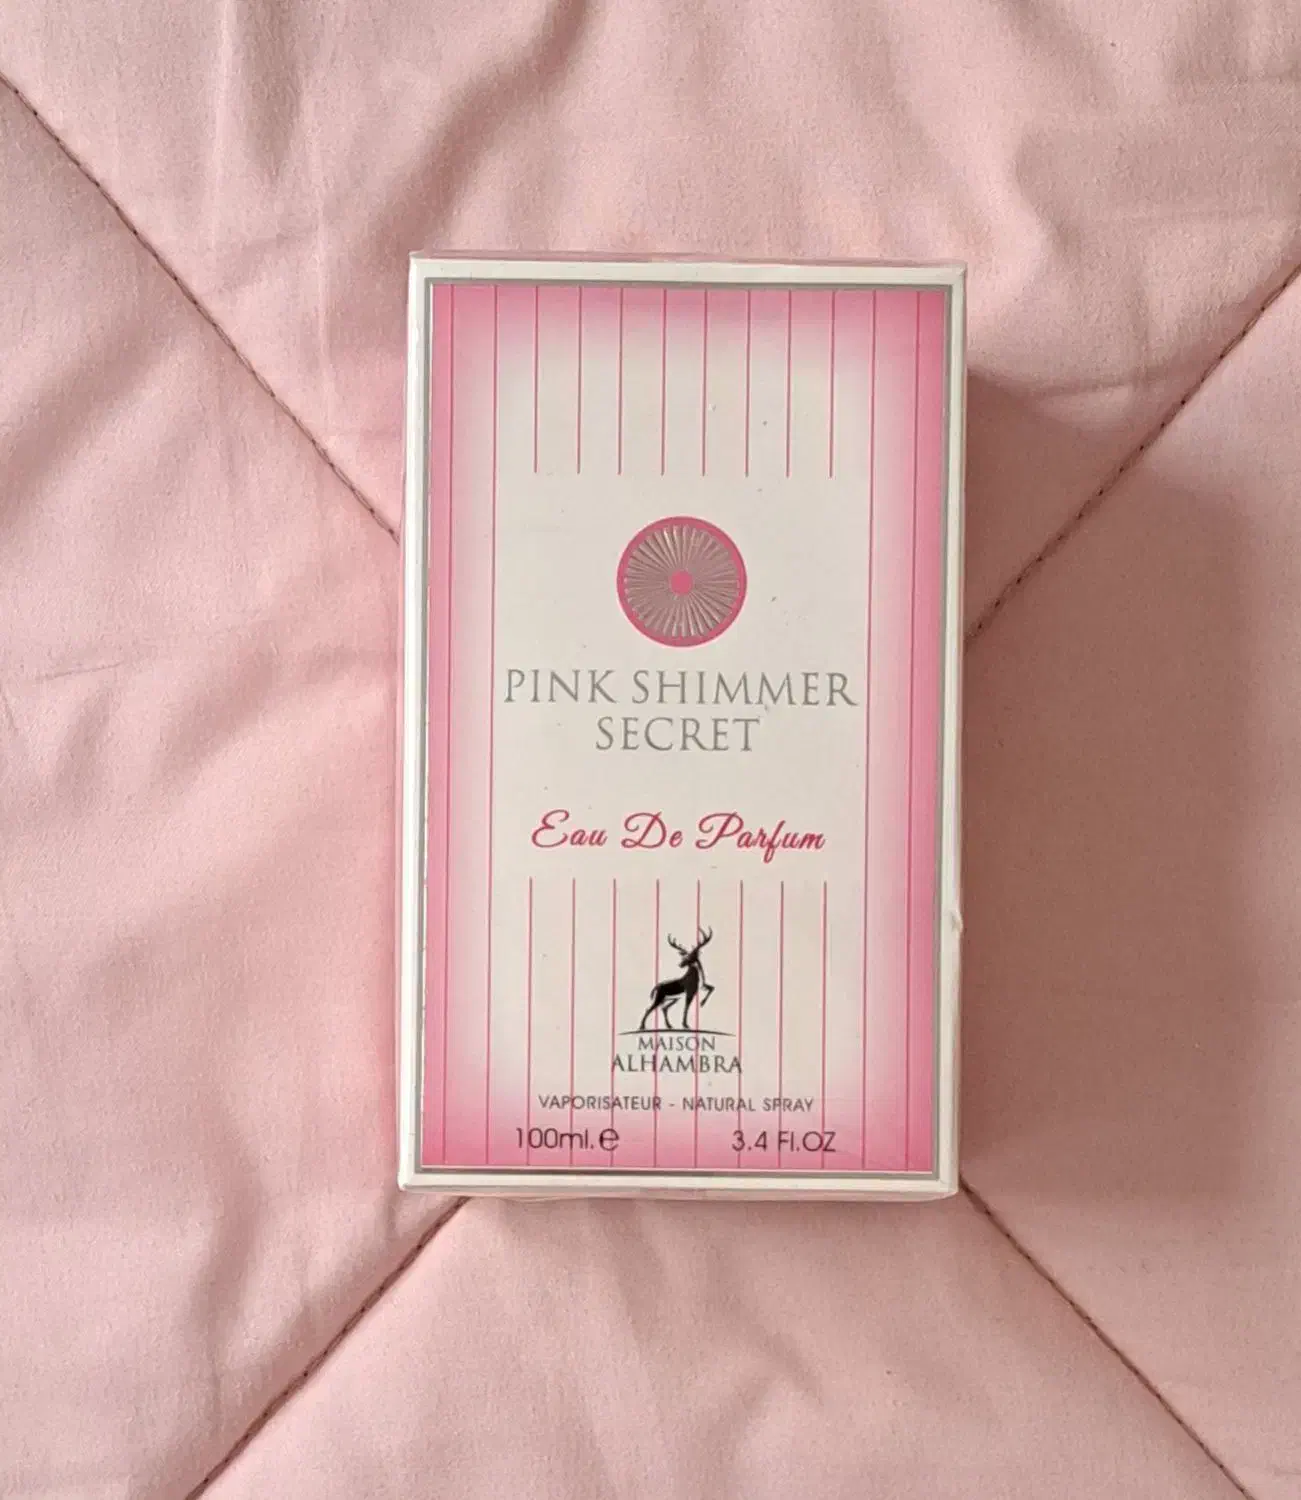 PINK SHIMMER
SECRET
Eau De Parfum
MAISON
ALHAMBRA
VAPORISATEUR - NATURAL SPRAY
100ml.℮ 3.4 Fl.OZ